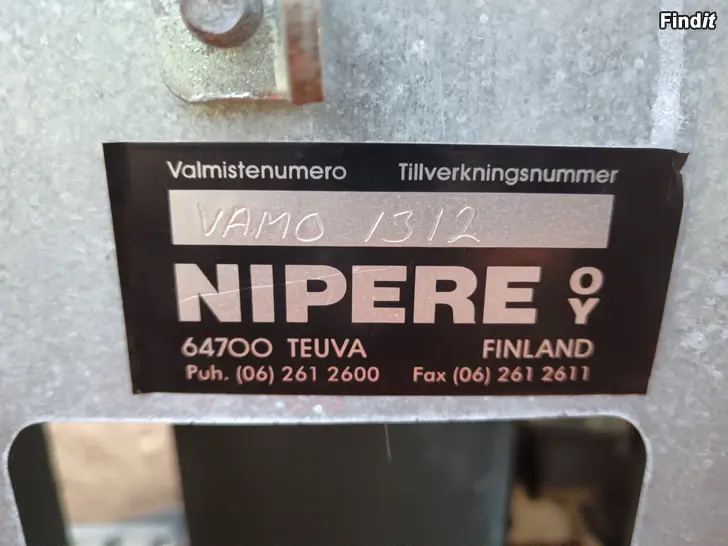 Findit
Valmistenumero Tillverkningsnummer
VAMO 1312
NIPERE OY
64700 TEUVA FINLAND
Puh. (06) 261 2600 Fax (06) 261 2611